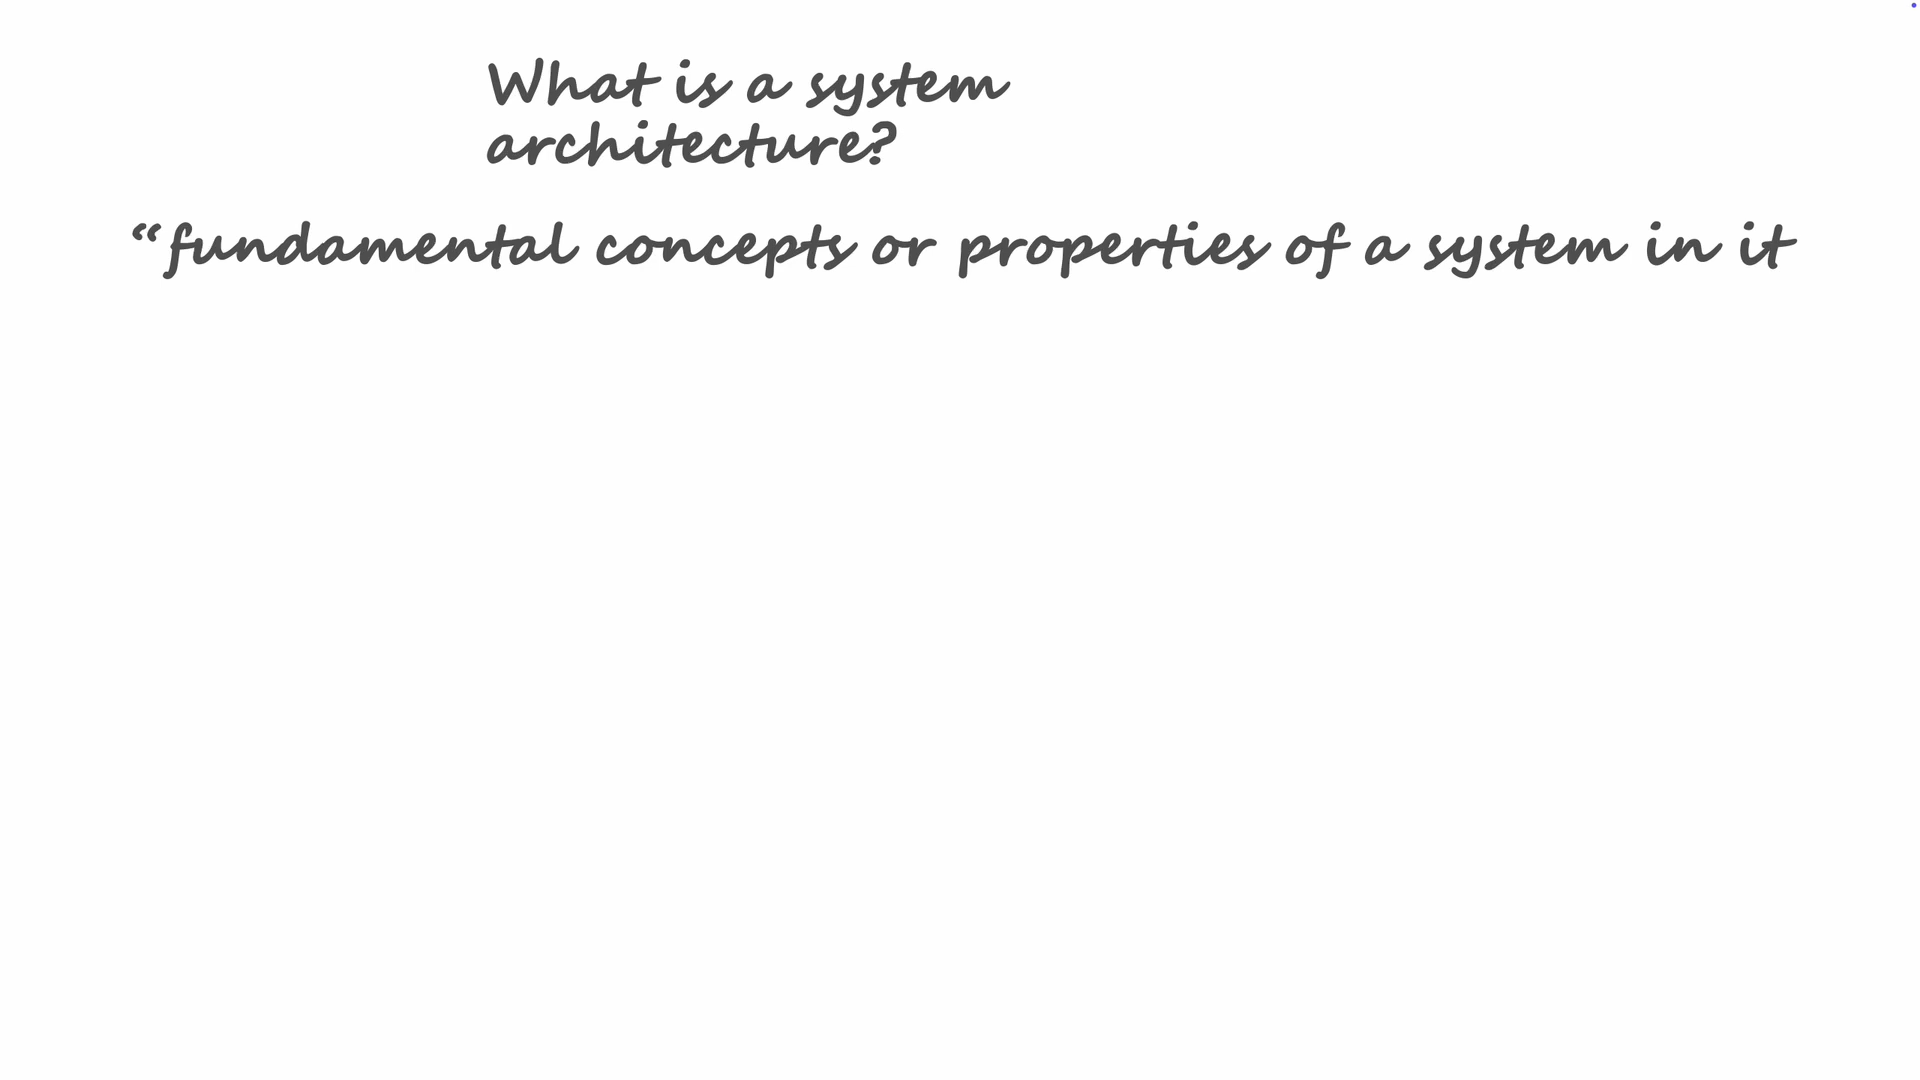 What is a system
architecture?
“fundamental concepts or properties of a system in it